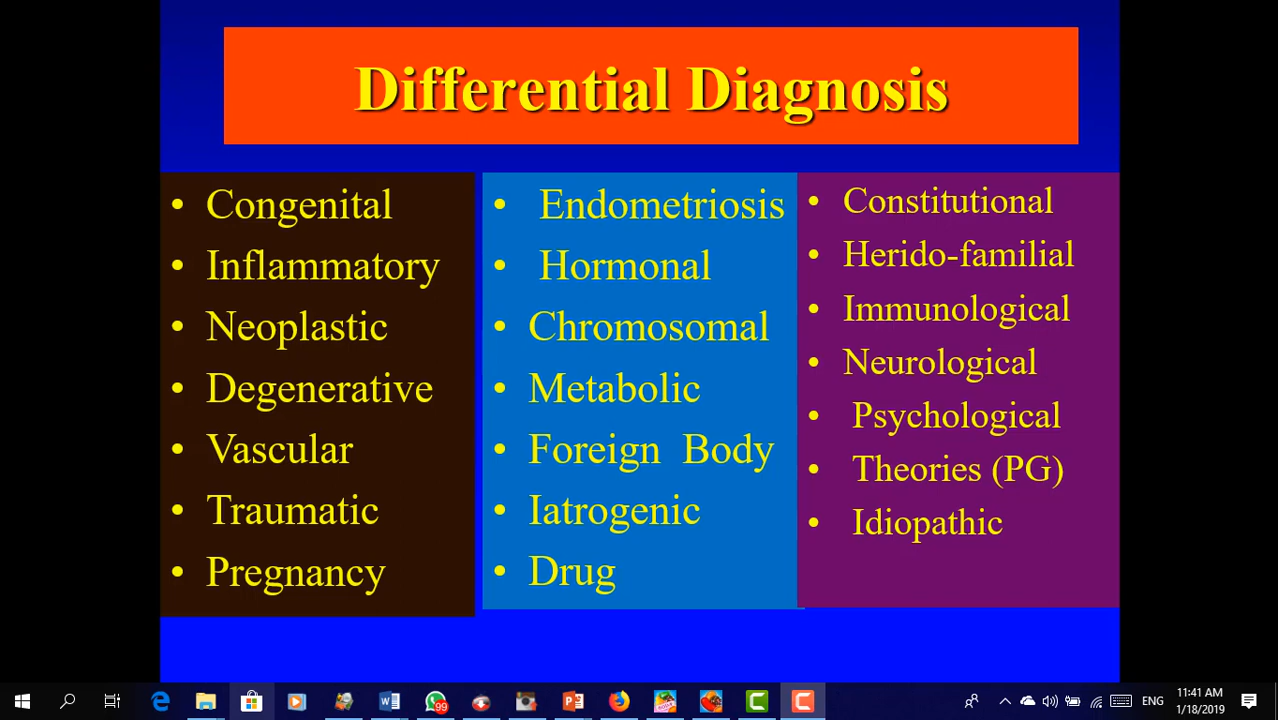 Differential Diagnosis
• Congenital
• Inflammatory
• Neoplastic
• Degenerative
• Vascular
• Traumatic
• Pregnancy
• Endometriosis
• Hormonal
• Chromosomal
• Metabolic
• Foreign Body
• Iatrogenic
• Drug
• Constitutional
• Herido-familial
• Immunological
• Neurological
• Psychological
• Theories (PG)
• Idiopathic
99
ENG
11:41 AM
1/18/2019